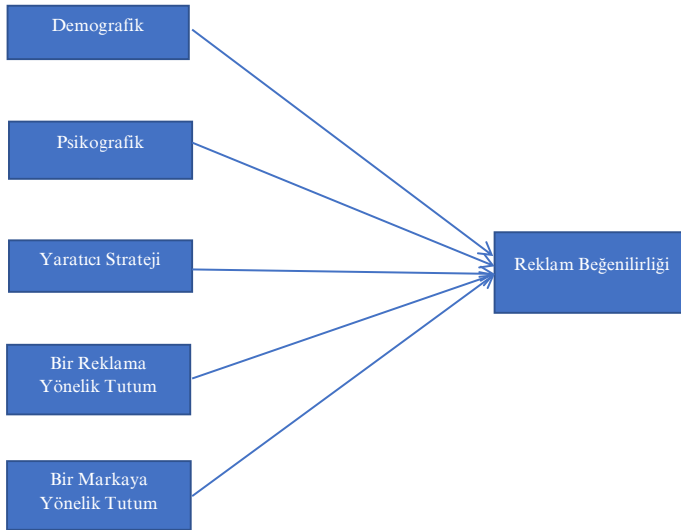 Demografik
Psikografik
Yaratıcı Strateji
Reklam Beğenilirliği
Bir Reklama
Yönelik Tutum
Bir Markaya
Yönelik Tutum